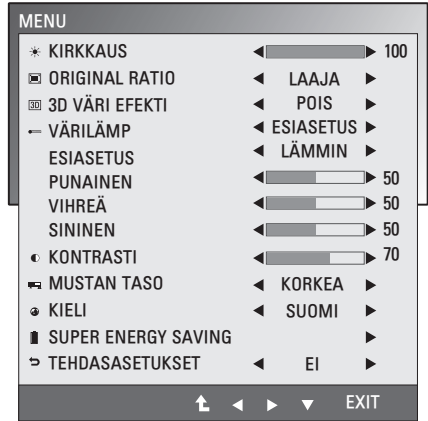 MENU
KIRKKAUS 100
ORIGINAL RATIO LAAJA
3D 3D VÄRI EFEKTI POIS
VÄRILÄMP ESIASETUS
ESIASETUS LÄMMIN
PUNAINEN 50
VIHREÄ 50
SININEN 50
KONTRASTI 70
MUSTAN TASO KORKEA
KIELI SUOMI
SUPER ENERGY SAVING
TEHDASASETUKSET EI
EXIT